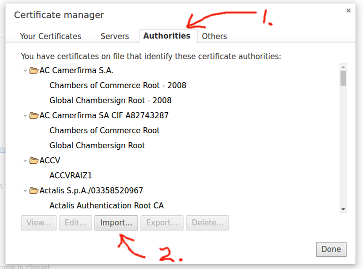 Certificate manager
1.
Your Certificates Servers Authorities Others
You have certificates on file that identify these certificate authorities:
AC Camerfirma S.A.
Chambers of Commerce Root - 2008
Global Chambersign Root - 2008
AC Camerfirma SA CIF A82743287
Chambers of Commerce Root
Global Chambersign Root
ACCV
ACCVRAIZ1
Actalis S.p.A./03358520967
Actalis Authentication Root CA
View... Edit... Import... Export... Delete...
2.
Done